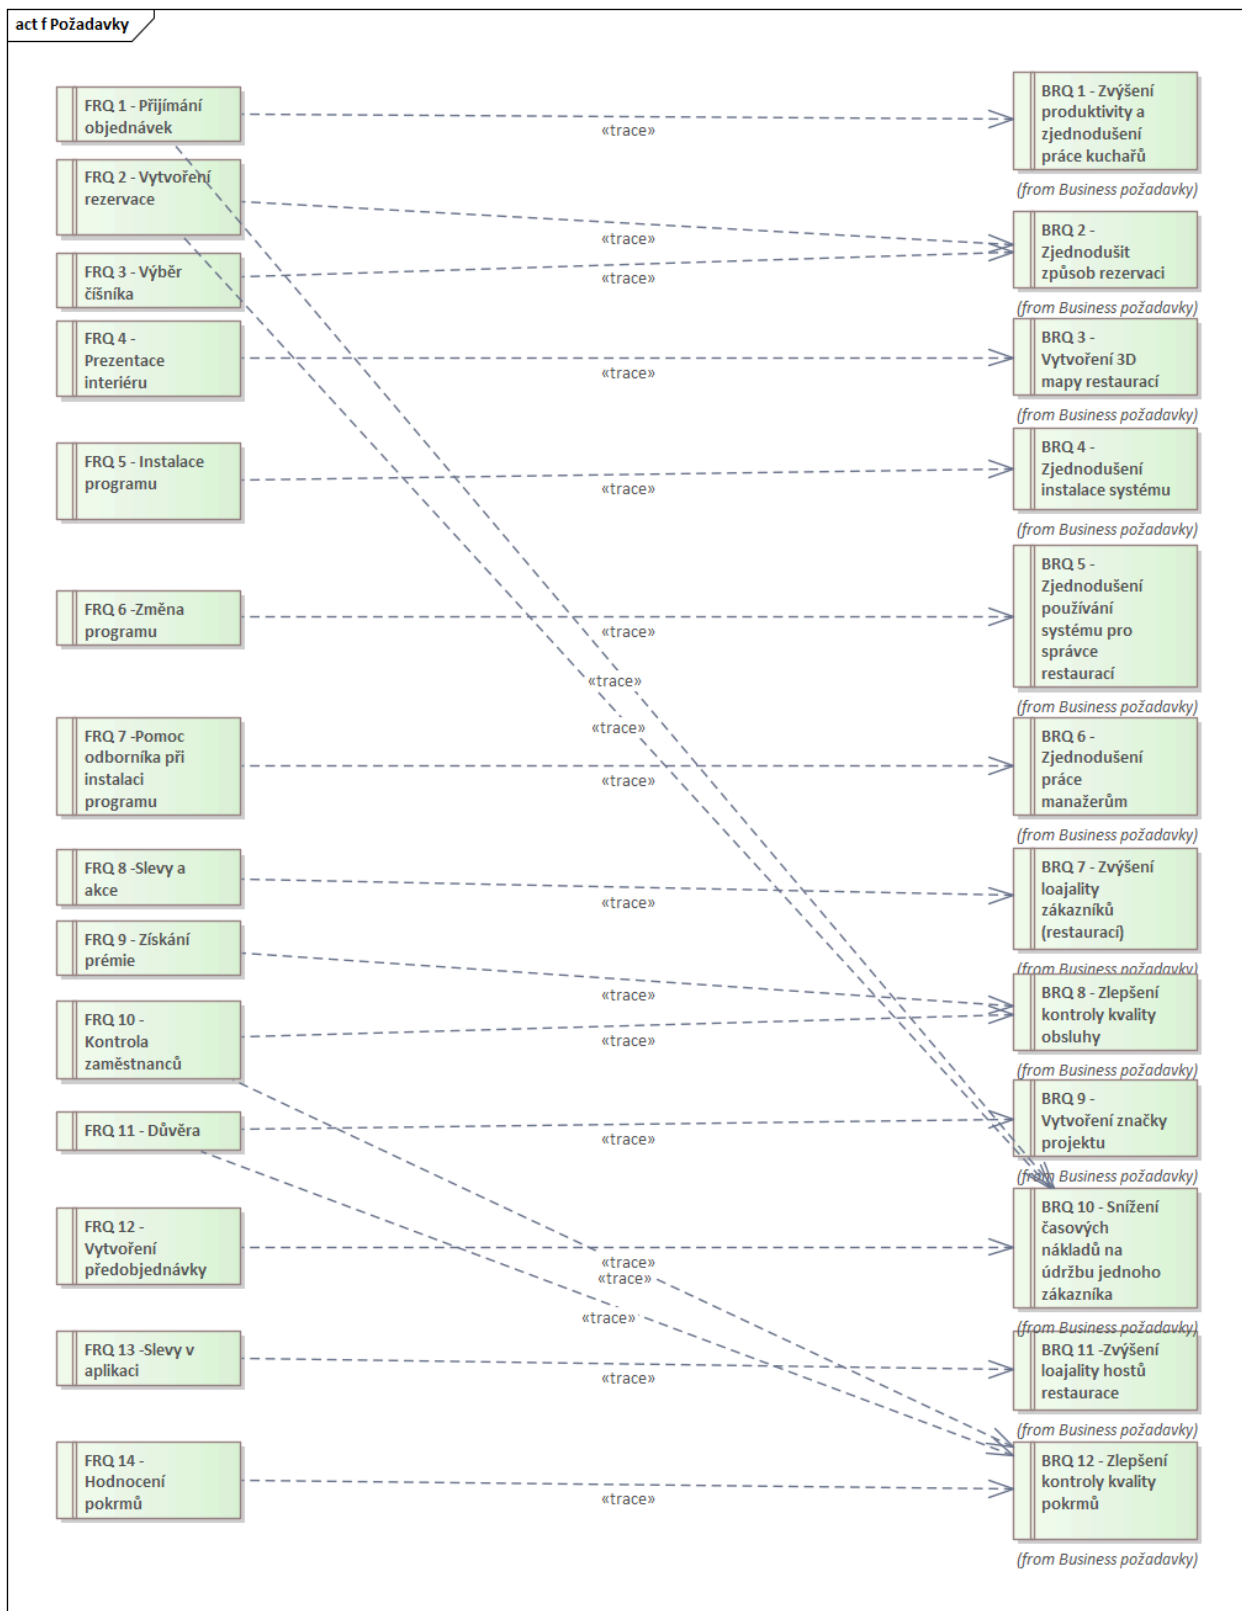 act f Požadavky
FRQ 1 - Přijímání
objednávek
«trace»
BRQ 1 - Zvýšení
produktivity a
zjednodušení
práce kuchařů
(from Business požadavky)
FRQ 2 - Vytvoření
rezervace
«trace»
BRQ 2 -
Zjednodušit
způsob rezervaci
(from Business požadavky)
FRQ 3 - Výběr
číšníka
«trace»
FRQ 4 -
Prezentace
interiéru
«trace»
BRQ 3 -
Vytvoření 3D
mapy restaurací
(from Business požadavky)
FRQ 5 - Instalace
programu
«trace»
BRQ 4 -
Zjednodušení
instalace systému
(from Business požadavky)
FRQ 6 -Změna
programu
«trace»
BRQ 5 -
Zjednodušení
používání
systému pro
správce
restaurací
(from Business požadavky)
«trace»
«trace»
FRQ 7 -Pomoc
odborníka při
instalaci
programu
«trace»
BRQ 6 -
Zjednodušení
práce
manažerům
(from Business požadavky)
FRQ 8 -Slevy a
akce
«trace»
BRQ 7 - Zvýšení
loajality
zákazníků
(restaurací)
(from Business požadavky)
FRQ 9 - Získání
prémie
«trace»
BRQ 8 - Zlepšení
kontroly kvality
obsluhy
(from Business požadavky)
FRQ 10 -
Kontrola
zaměstnanců
«trace»
FRQ 11 - Důvěra
«trace»
BRQ 9 -
Vytvoření značky
projektu
(from Business požadavky)
FRQ 12 -
Vytvoření
předobjednávky
«trace»
«trace»
«trace»
BRQ 10 - Snížení
časových
nákladů na
údržbu jednoho
zákazníka
(from Business požadavky)
FRQ 13 -Slevy v
aplikaci
«trace»
BRQ 11 -Zvýšení
loajality hostů
restaurace
(from Business požadavky)
FRQ 14 -
Hodnocení
pokrmů
«trace»
BRQ 12 - Zlepšení
kontroly kvality
pokrmů
(from Business požadavky)